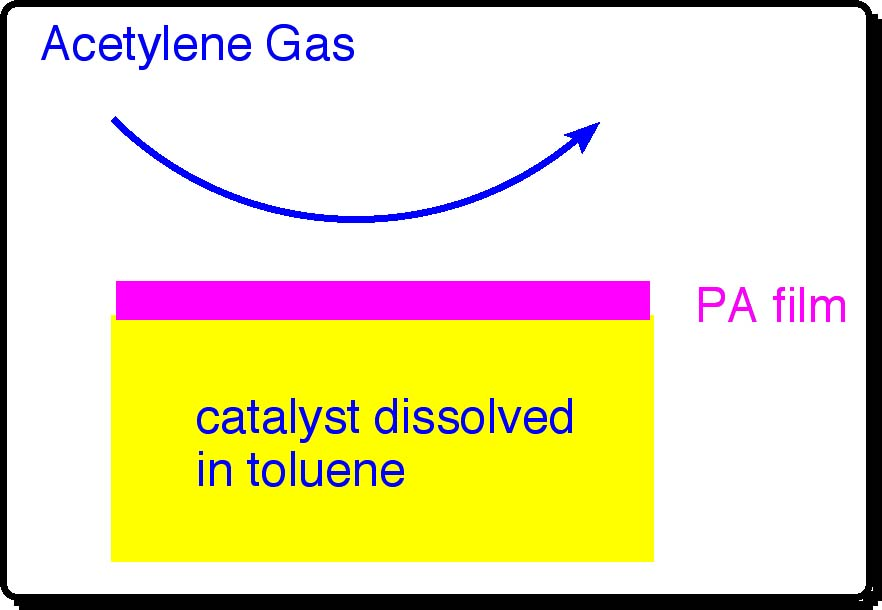 Acetylene Gas
PA film
catalyst dissolved
in toluene